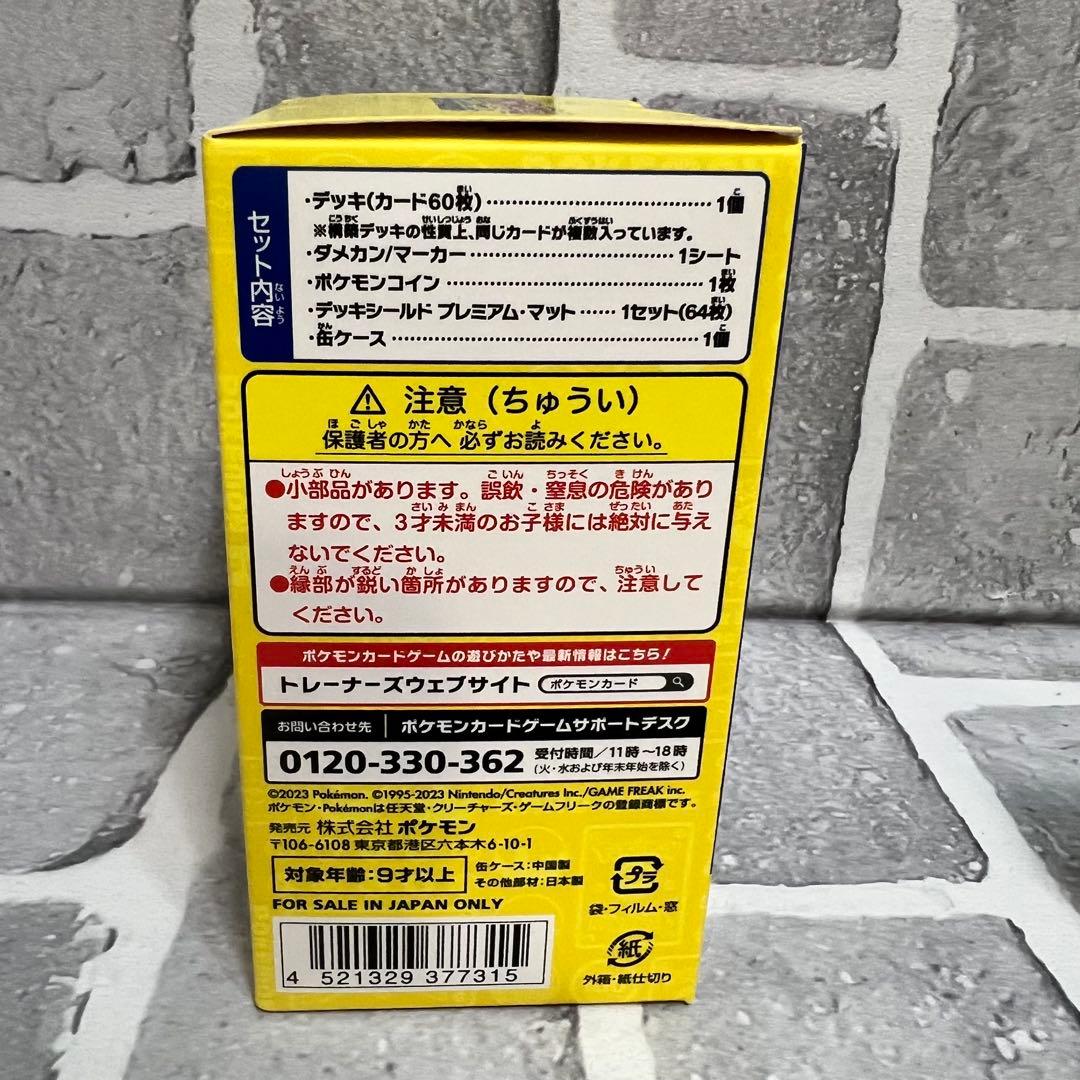 セット内容
・デッキ(カード60枚)……………………………1個
※構築デッキの性質上、同じカードが複数入っています。
・ダメカン/マーカー……………………………1シート
・ポケモンコイン……………………………1枚
・デッキシールド プレミアム・マット……1セット(64枚)
・缶ケース……………………………1個
⚠ 注意(ちゅうい)
保護者の方へ 必ずお読みください。
●小部品があります。誤飲・窒息の危険があり
ますので、3才未満のお子様には絶対に与え
ないでください。
●縁部が鋭い箇所がありますので、注意して
ください。
ポケモンカードゲームの遊びかたや最新情報はこちら!
トレーナーズウェブサイト ポケモンカード
お問い合わせ先 ポケモンカードゲームサポートデスク
0120-330-362 受付時間/11時〜18時
(火・水および年末年始を除く)
©2023 Pokémon. ©1995-2023 Nintendo/Creatures Inc./GAME FREAK inc.
ポケモン・Pokémonは任天堂・クリーチャーズ・ゲームフリークの登録商標です。
発売元 株式会社 ポケモン
〒106-6108 東京都港区六本木6-10-1
対象年齢:9才以上
缶ケース:中国製
その他部材:日本製
FOR SALE IN JAPAN ONLY
4 521329 377315
プラ
袋・フィルム・窓
紙
外箱・紙仕切り